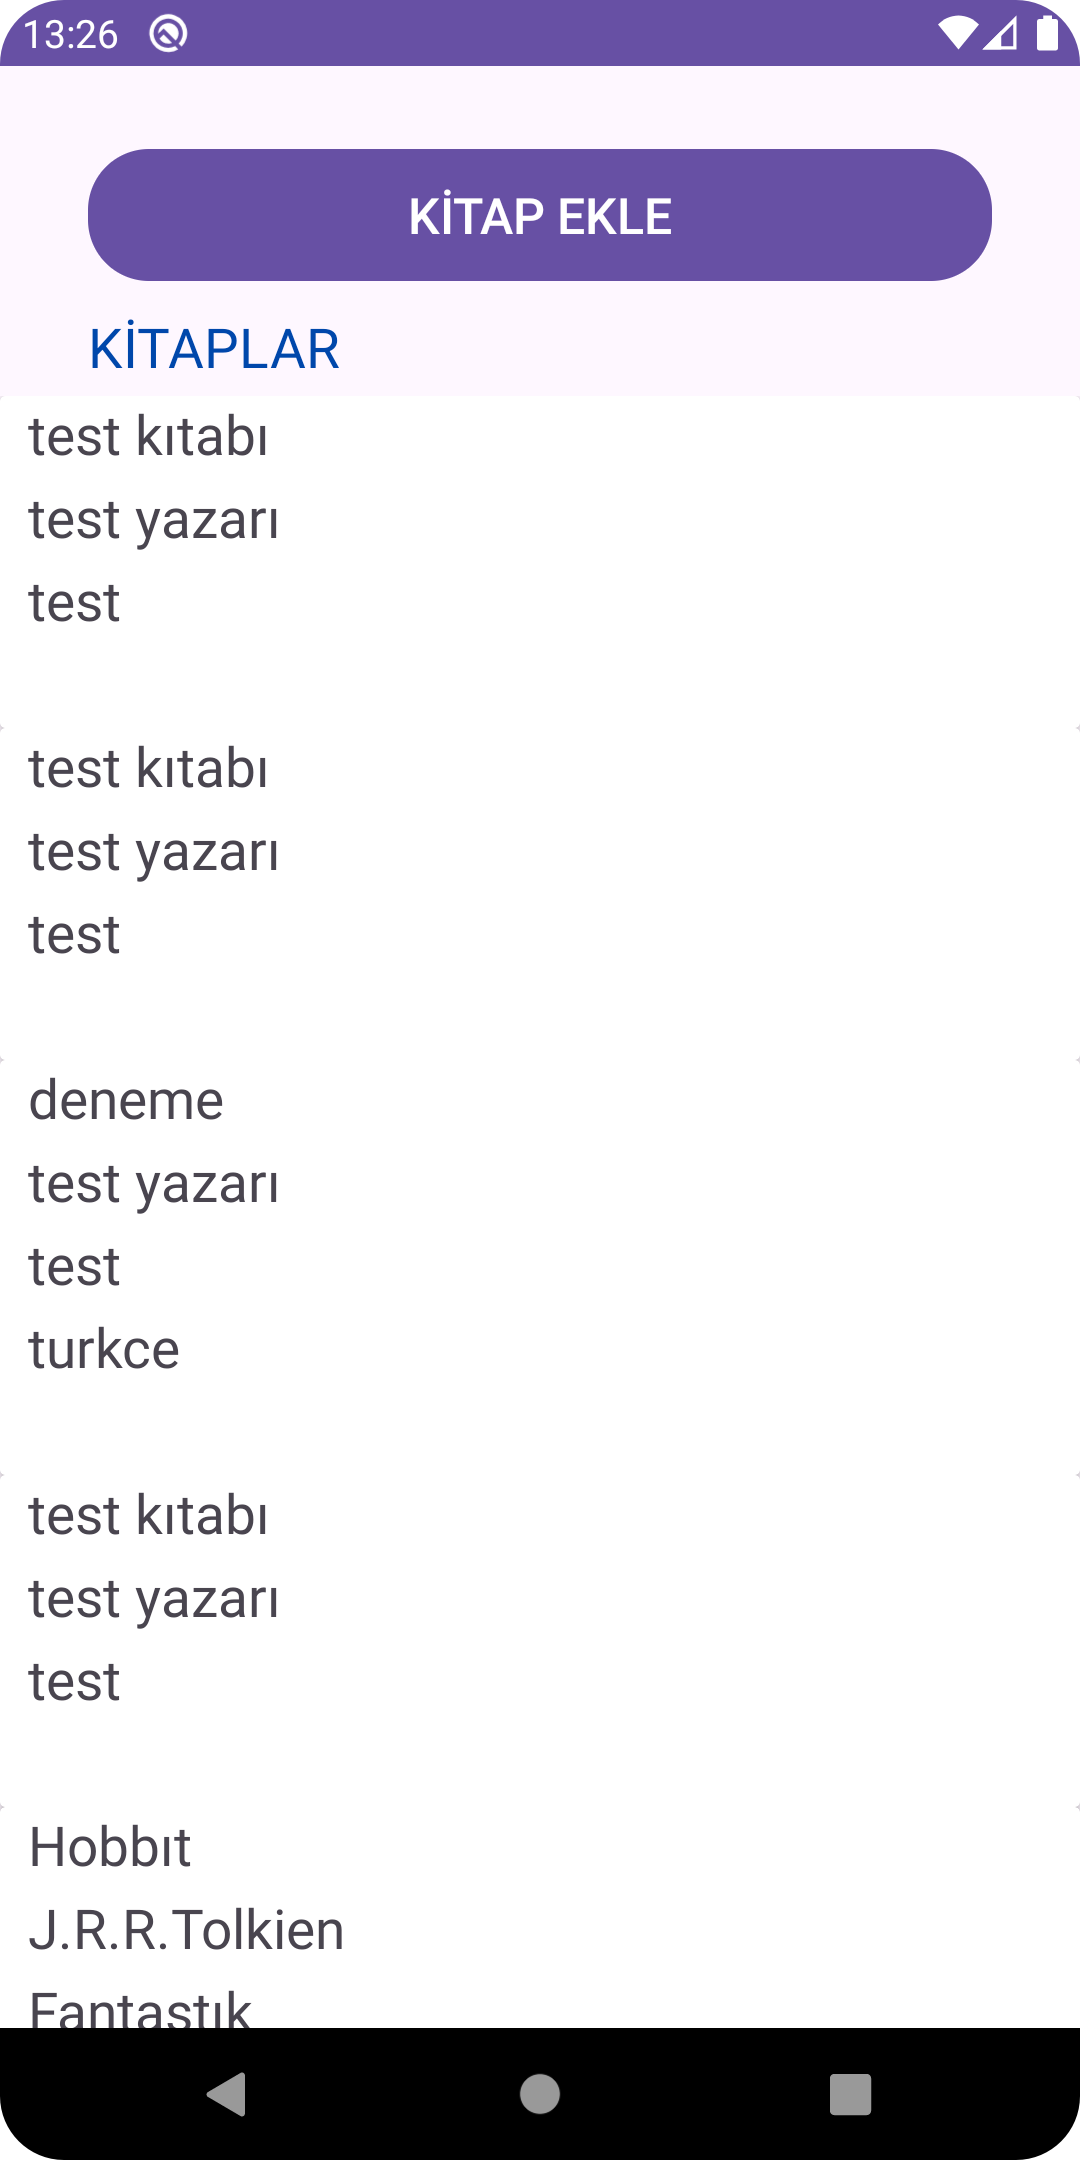 13:26
KİTAP EKLE
KİTAPLAR
test kıtabı
test yazarı
test
test kıtabı
test yazarı
test
deneme
test yazarı
test
turkce
test kıtabı
test yazarı
test
Hobbıt
J.R.R.Tolkien
Fantastık